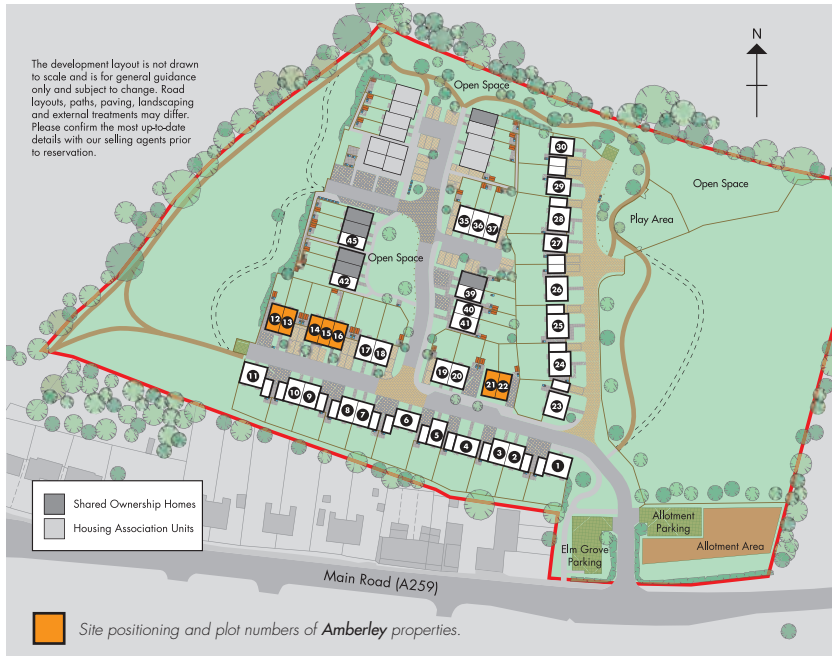 The development layout is not drawn
to scale and is for general guidance
only and subject to change. Road
layouts, paths, paving, landscaping
and external treatments may differ.
Please confirm the most up-to-date
details with our selling agents prior
to reservation.
N
Open Space
Open Space
Play Area
Open Space
30
29
28
27
26
25
24
23
35 36 37
45
42
39
40
41
12 13
14 15 16
17 18
19 20
21 22
11
10 9
8 7
6
5
4
3 2
1
Shared Ownership Homes
Housing Association Units
Allotment
Parking
Allotment Area
Elm Grove
Parking
Main Road (A259)
Site positioning and plot numbers of Amberley properties.